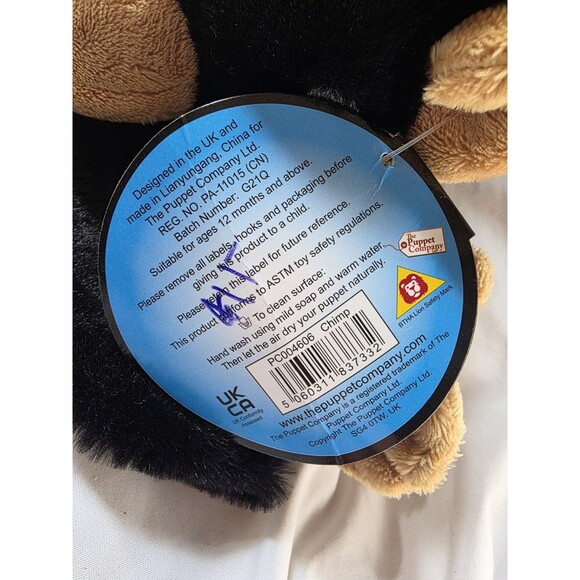 Designed in the UK and
made in Lianyungang, China for
The Puppet Company Ltd.
REG. NO. PA-11015 (CN)
Batch Number: G21Q
Suitable for ages 12 months and above.
Please remove all labels, hooks and packaging before
giving this product to a child.
Please retain this label for future reference.
This product conforms to ASTM toy safety regulations.
To clean surface:
Hand wash using mild soap and warm water.
Then let the air dry your puppet naturally.
The
Puppet
Company
BTHA Lion Safety Mark
PC004606 Chimp
5 060311 837332
UK
CA
UK Conformity
Assessed
www.thepuppetcompany.com
The Puppet Company is a registered trademark of The
Puppet Company Ltd.
Copyright The Puppet Company Ltd.
SG4 0TW, UK